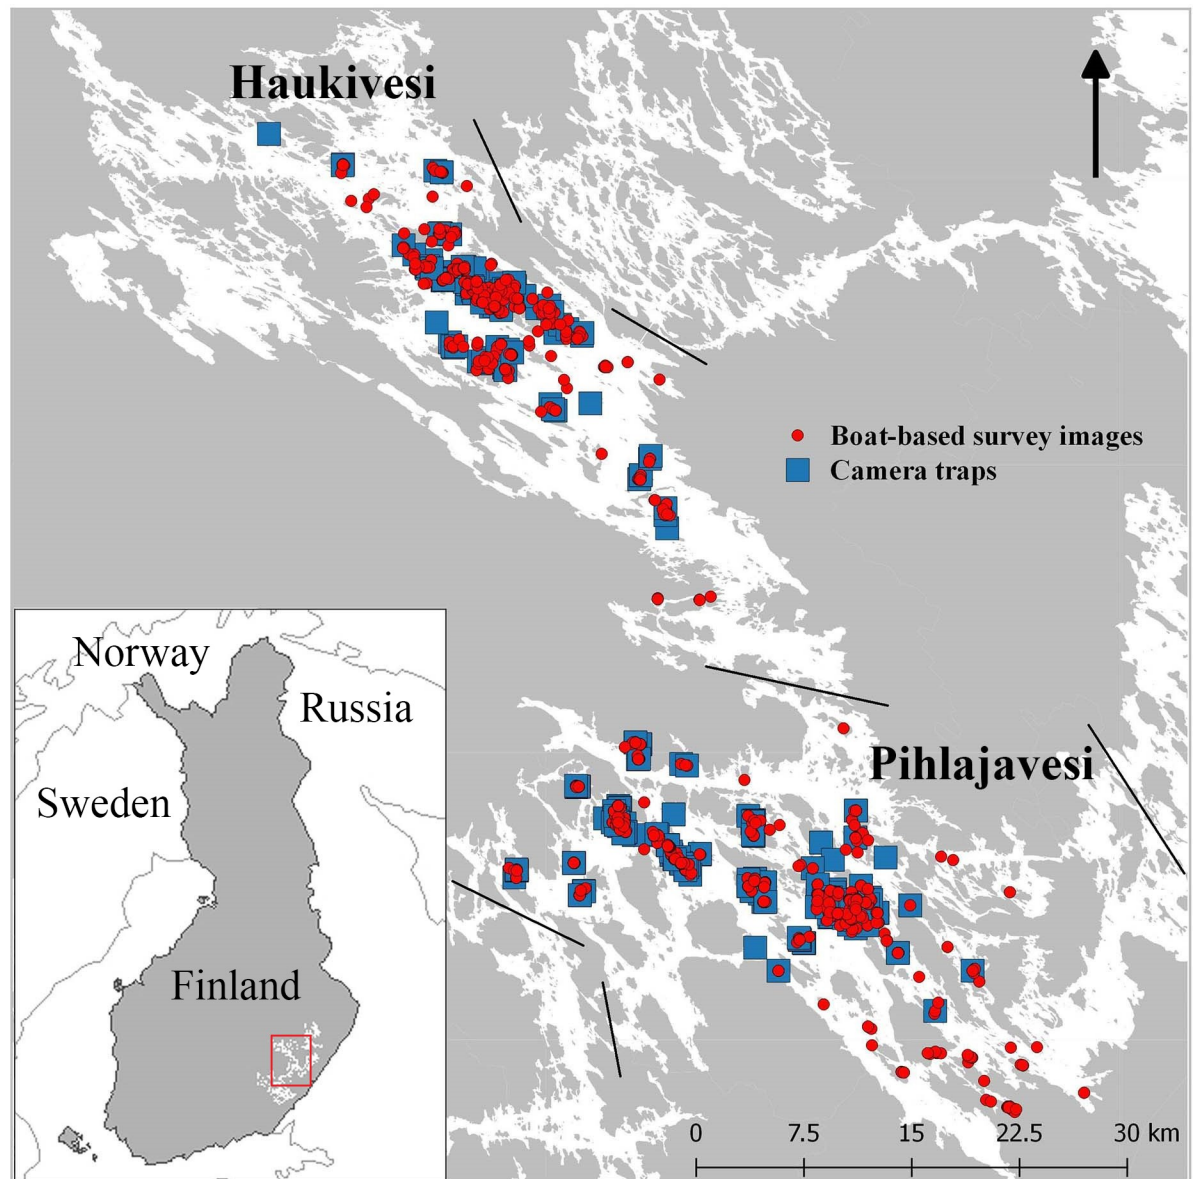 Haukivesi
Boat-based survey images
Camera traps
Norway
Russia
Pihlajavesi
Sweden
Finland
0 7.5 15 22.5 30 km